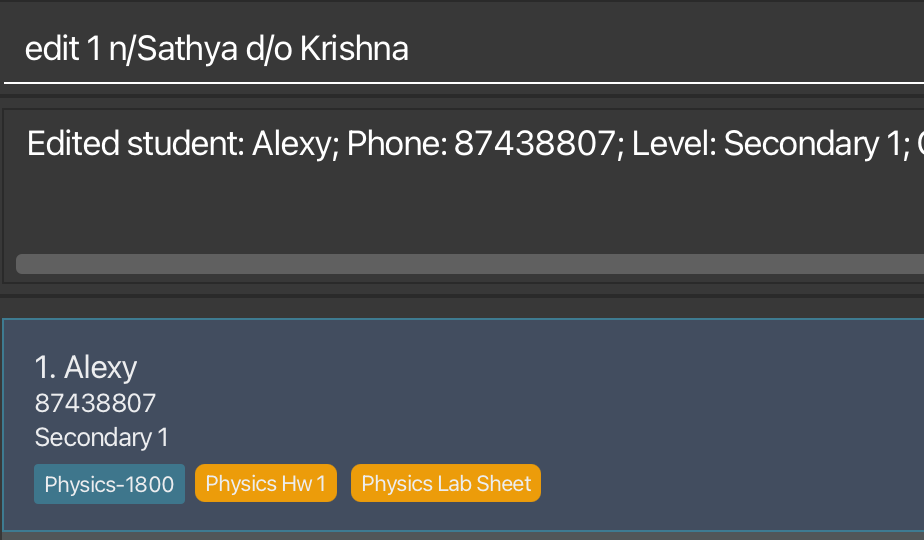 edit 1 n/Sathya d/o Krishna
Edited student: Alexy; Phone: 87438807; Level: Secondary 1;
1. Alexy
87438807
Secondary 1
Physics-1800 Physics Hw 1 Physics Lab Sheet